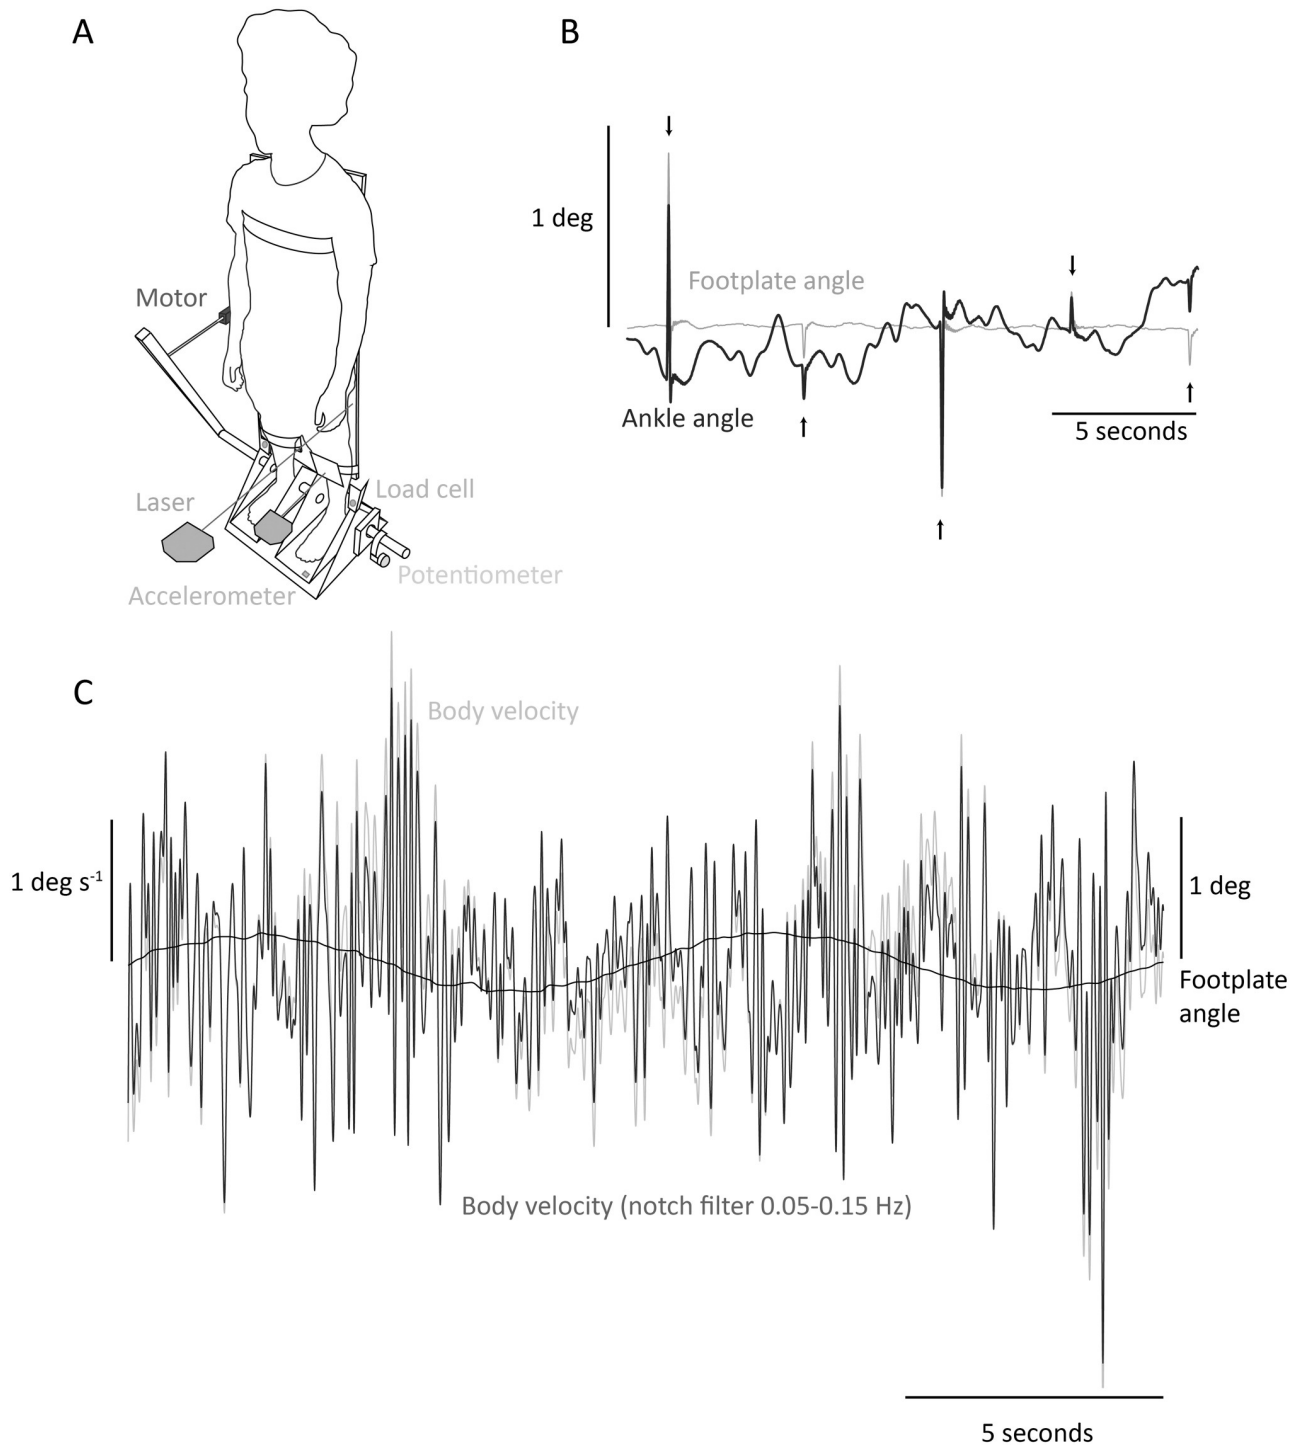 A
B
1 deg
Footplate angle
Motor
Ankle angle
5 seconds
Laser
Load cell
Potentiometer
Accelerometer
C
Body velocity
1 deg s⁻¹
1 deg
Footplate
angle
Body velocity (notch filter 0.05-0.15 Hz)
5 seconds